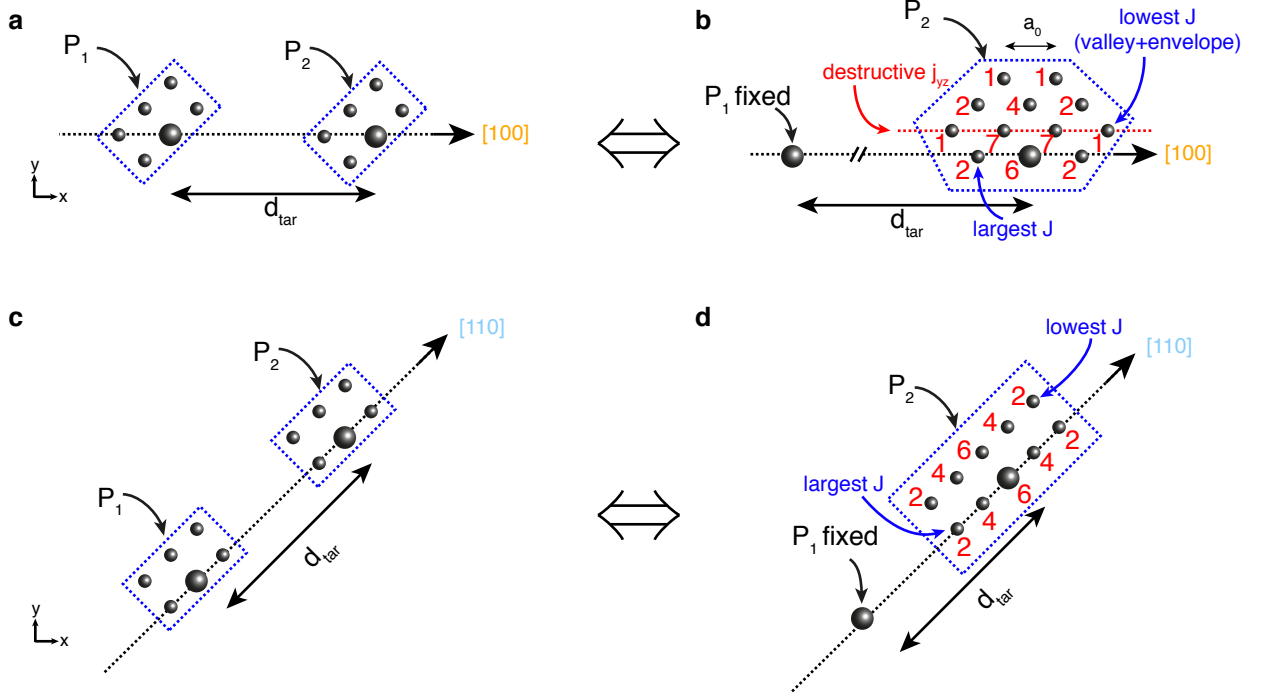 a
P1
P2
[100]
dtar
y
x
b
P2
a0
lowest J
(valley+envelope)
destructive jyz
P1 fixed
1 1
2 4 2
1 7 7 1
2 6 2
[100]
dtar
largest J
c
[110]
P2
P1
dtar
y
x
d
lowest J
[110]
P2
2
4
6 2
4 4
2 6
largest J
4
2
P1 fixed
dtar